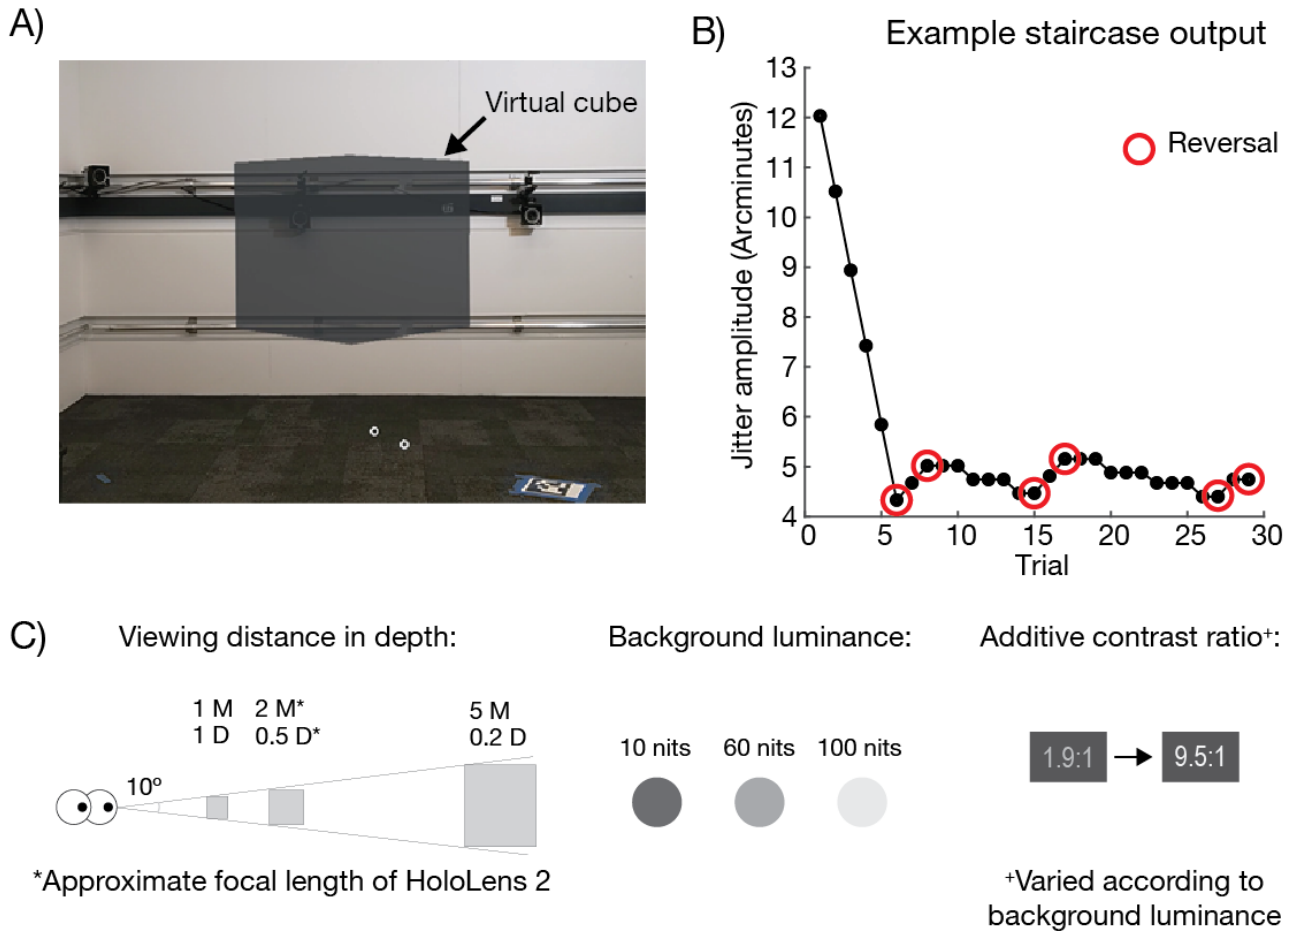 A)
Virtual cube
B)
Example staircase output
Jitter amplitude (Arcminutes)
13
12
11
10
9
8
7
6
5
4
Reversal
0 5 10 15 20 25 30
Trial
C)
Viewing distance in depth:
1 M 2 M* 5 M
1 D 0.5 D* 0.2 D
10º
*Approximate focal length of HoloLens 2
Background luminance:
10 nits 60 nits 100 nits
Additive contrast ratio+:
1.9:1 9.5:1
+Varied according to
background luminance